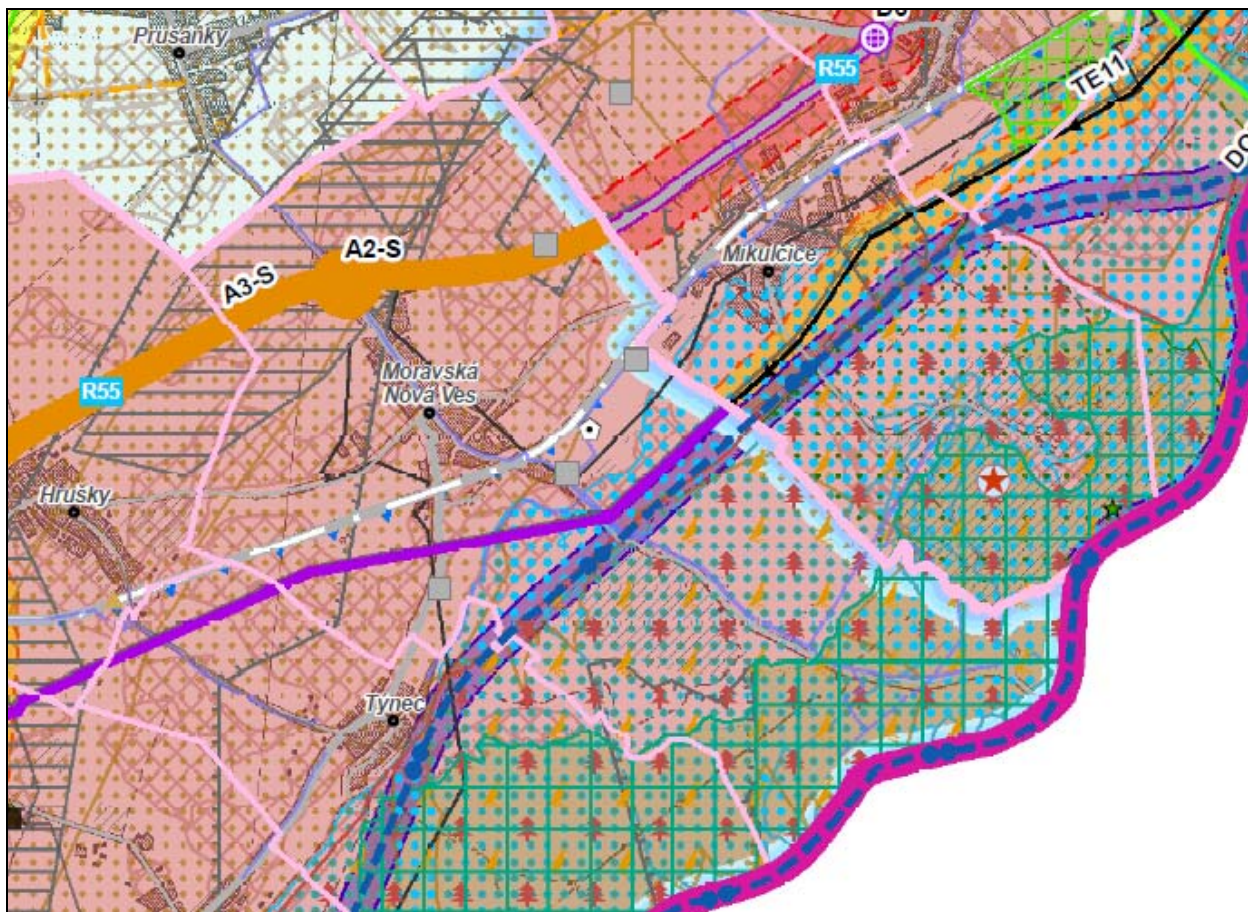 Prušánky
R55
TE11
A2-S
Mikulčice
A3-S
Moravská
Nová Ves
R55
Hrušky
Týnec